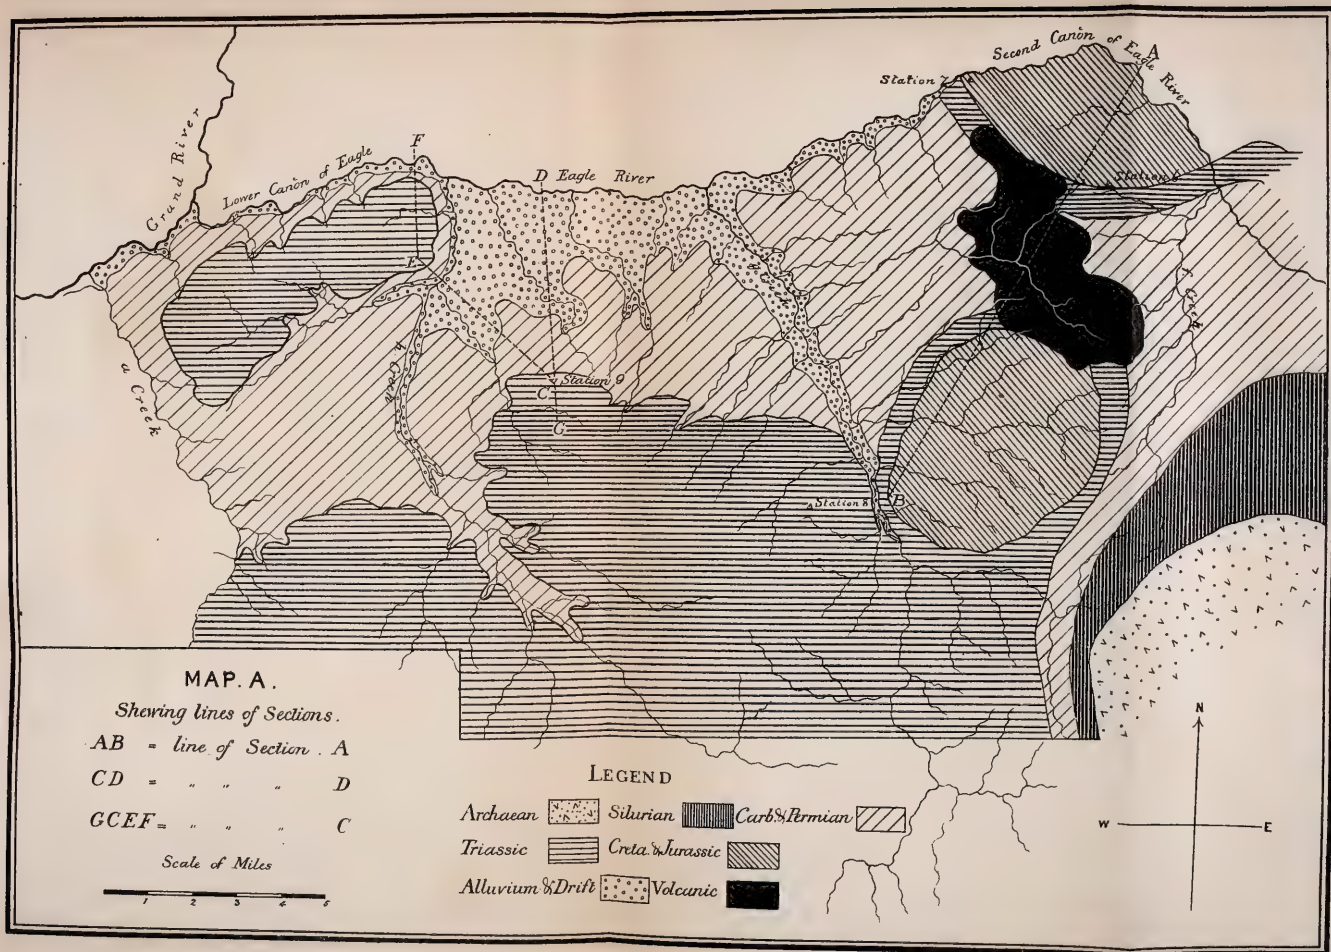 Second Cañon of Eagle River
A
Station 7
Grand River
F
Lower Cañon of Eagle
D Eagle River
Station 6
E
f Creek
a Creek
h. Creek
Station 9
C
G
Station 8
B
MAP. A.
Shewing lines of Sections.
AB = line of Section . A
CD = " " " D
GCEF = " " " C
Scale of Miles
1 2 3 4 5
LEGEND
Archaean Silurian Carb. & Permian
Triassic Creta. & Jurassic
Alluvium & Drift Volcanic
N
W E